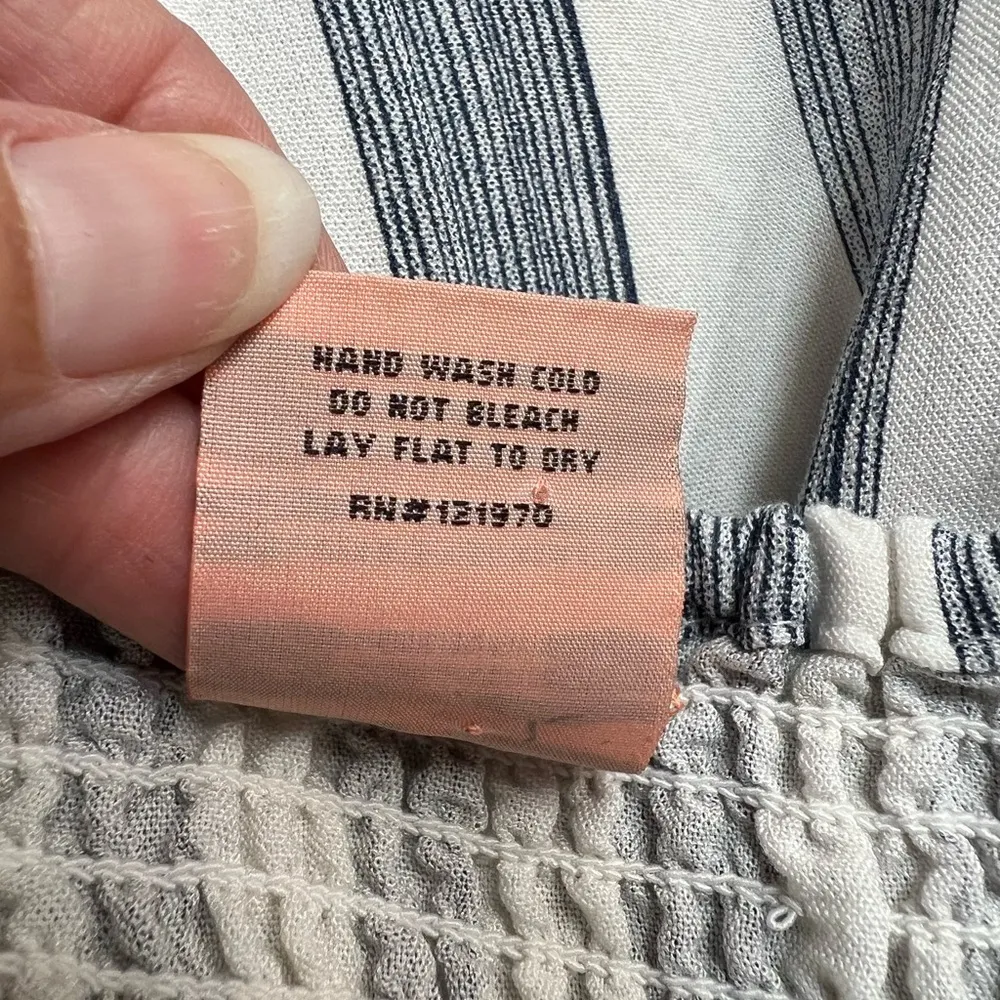 HAND WASH COLD
DO NOT BLEACH
LAY FLAT TO DRY
RN#121970